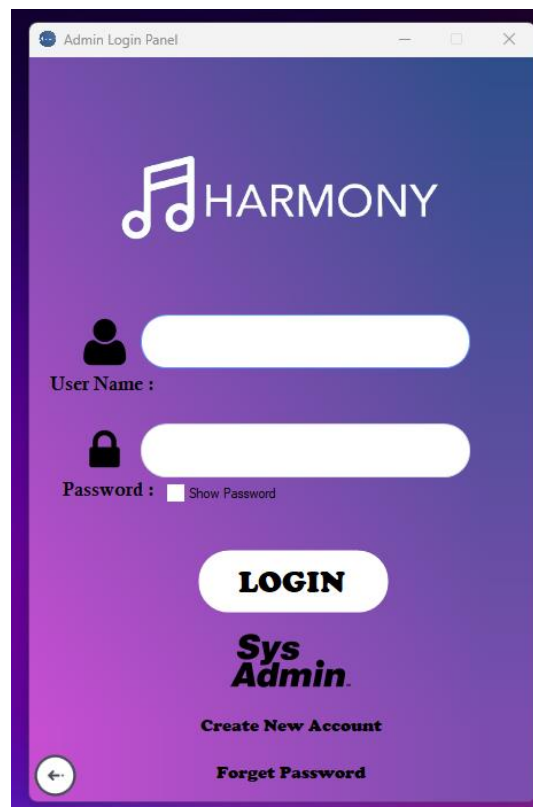 Admin Login Panel
HARMONY
User Name :
Password :
Show Password
LOGIN
Sys
Admin
Create New Account
Forget Password